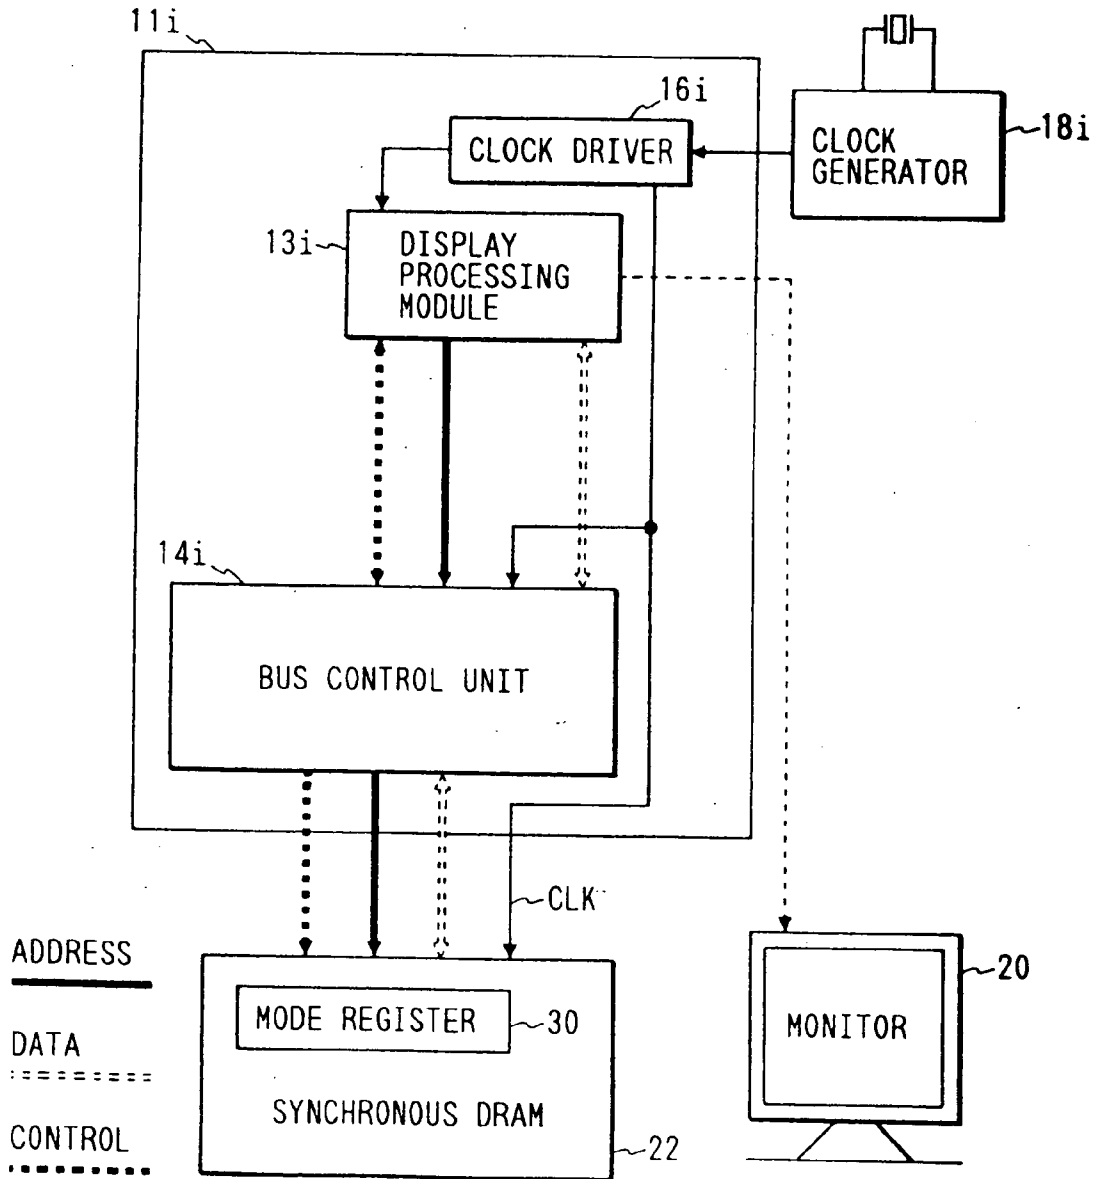 11i
16i
CLOCK DRIVER
CLOCK
GENERATOR
18i
13i
DISPLAY
PROCESSING
MODULE
14i
BUS CONTROL UNIT
CLK
ADDRESS
DATA
CONTROL
MODE REGISTER
30
SYNCHRONOUS DRAM
22
MONITOR
20